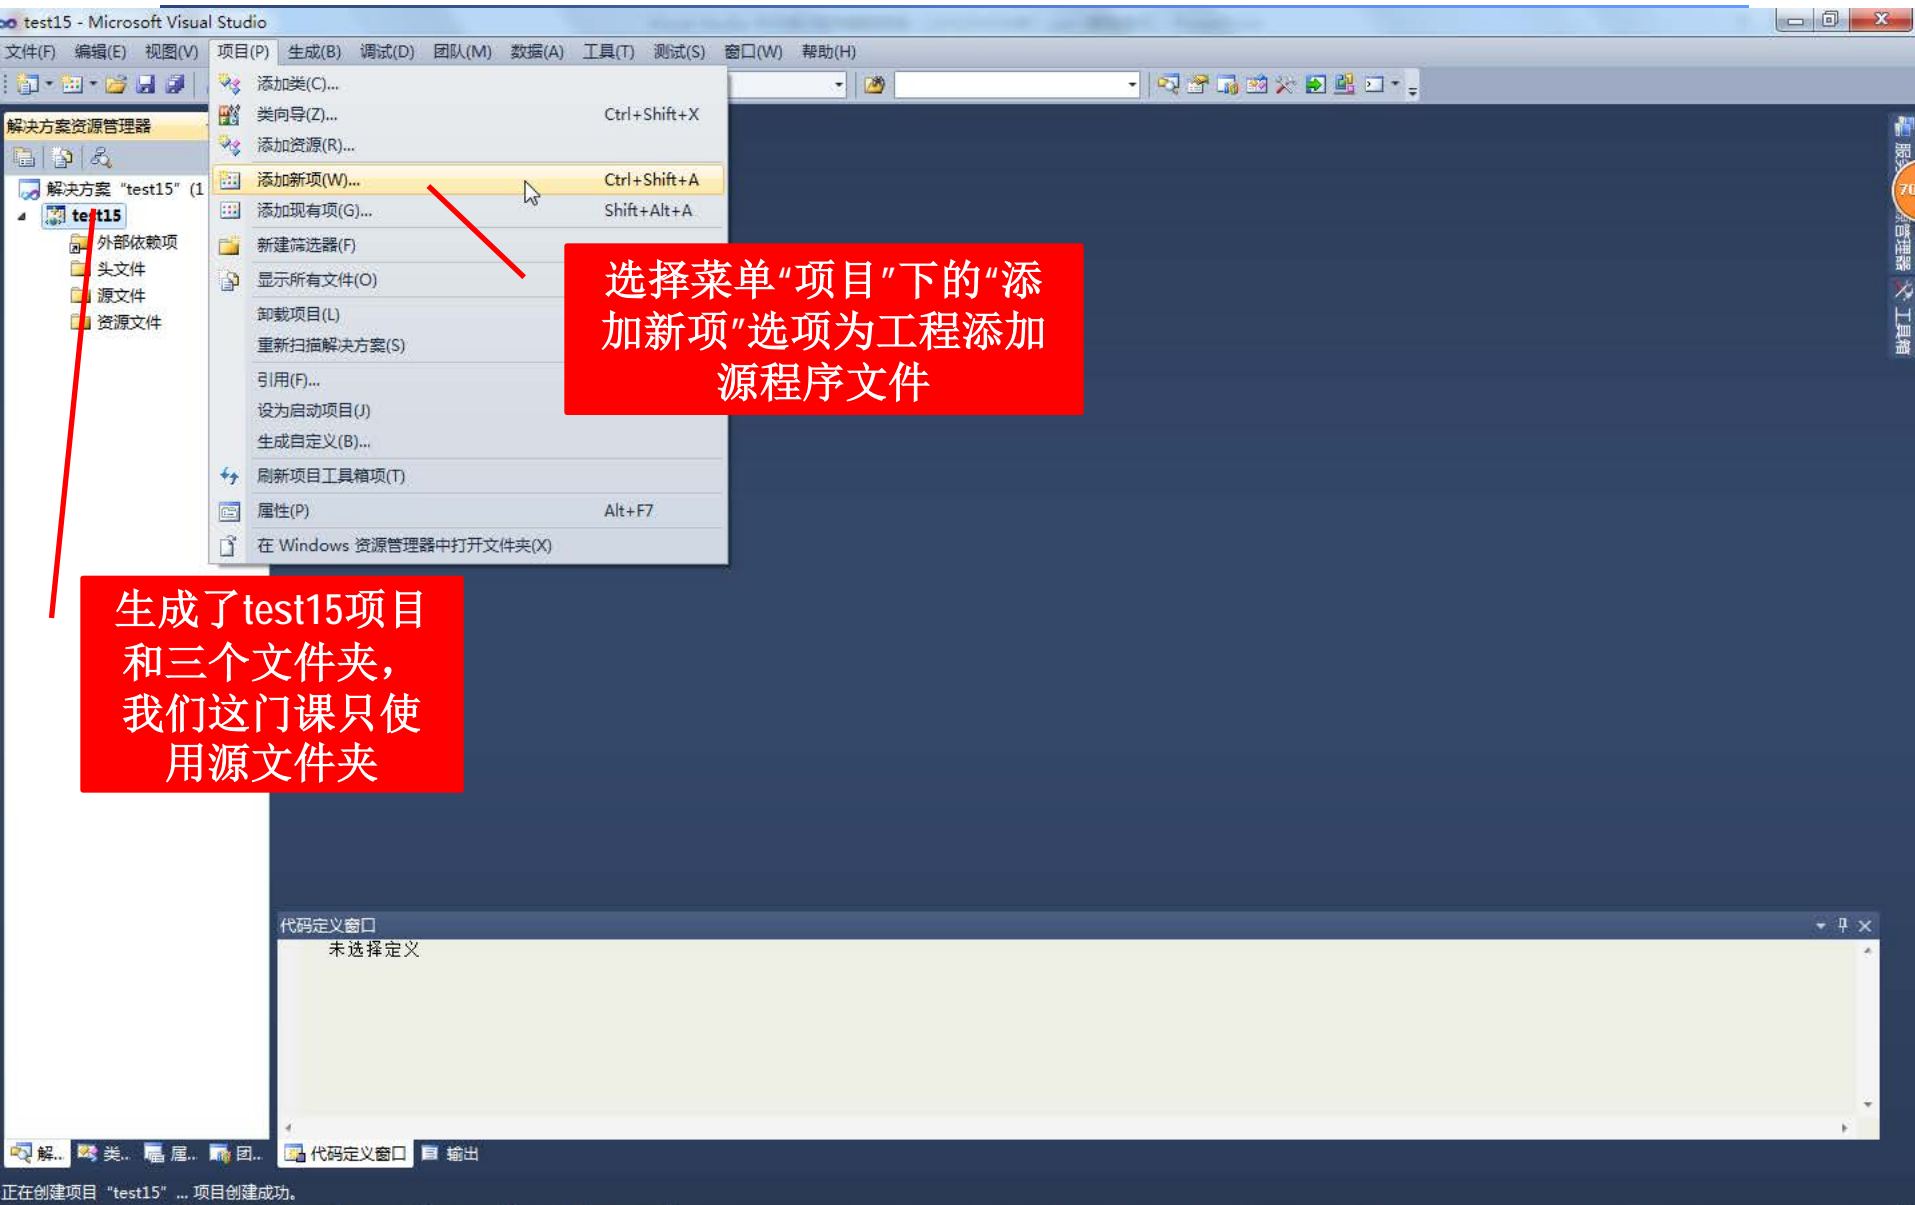 test15 - Microsoft Visual Studio
文件(F) 编辑(E) 视图(V) 项目(P) 生成(B) 调试(D) 团队(M) 数据(A) 工具(T) 测试(S) 窗口(W) 帮助(H)
添加类(C)...
类向导(Z)... Ctrl+Shift+X
添加资源(R)...
添加新项(W)... Ctrl+Shift+A
添加现有项(G)... Shift+Alt+A
新建筛选器(F)
显示所有文件(O)
卸载项目(L)
重新扫描解决方案(S)
引用(F)...
设为启动项目(J)
生成自定义(B)...
刷新项目工具箱项(T)
属性(P) Alt+F7
在 Windows 资源管理器中打开文件夹(X)
解决方案资源管理器
解决方案 "test15" (1
test15
外部依赖项
头文件
源文件
资源文件
选择菜单“项目”下的“添
加新项”选项为工程添加
源程序文件
生成了test15项目
和三个文件夹，
我们这门课只使
用源文件夹
70
管理器
工具箱
代码定义窗口
未选择定义
解... 类... 属... 团... 代码定义窗口 输出
正在创建项目 "test15" ... 项目创建成功。